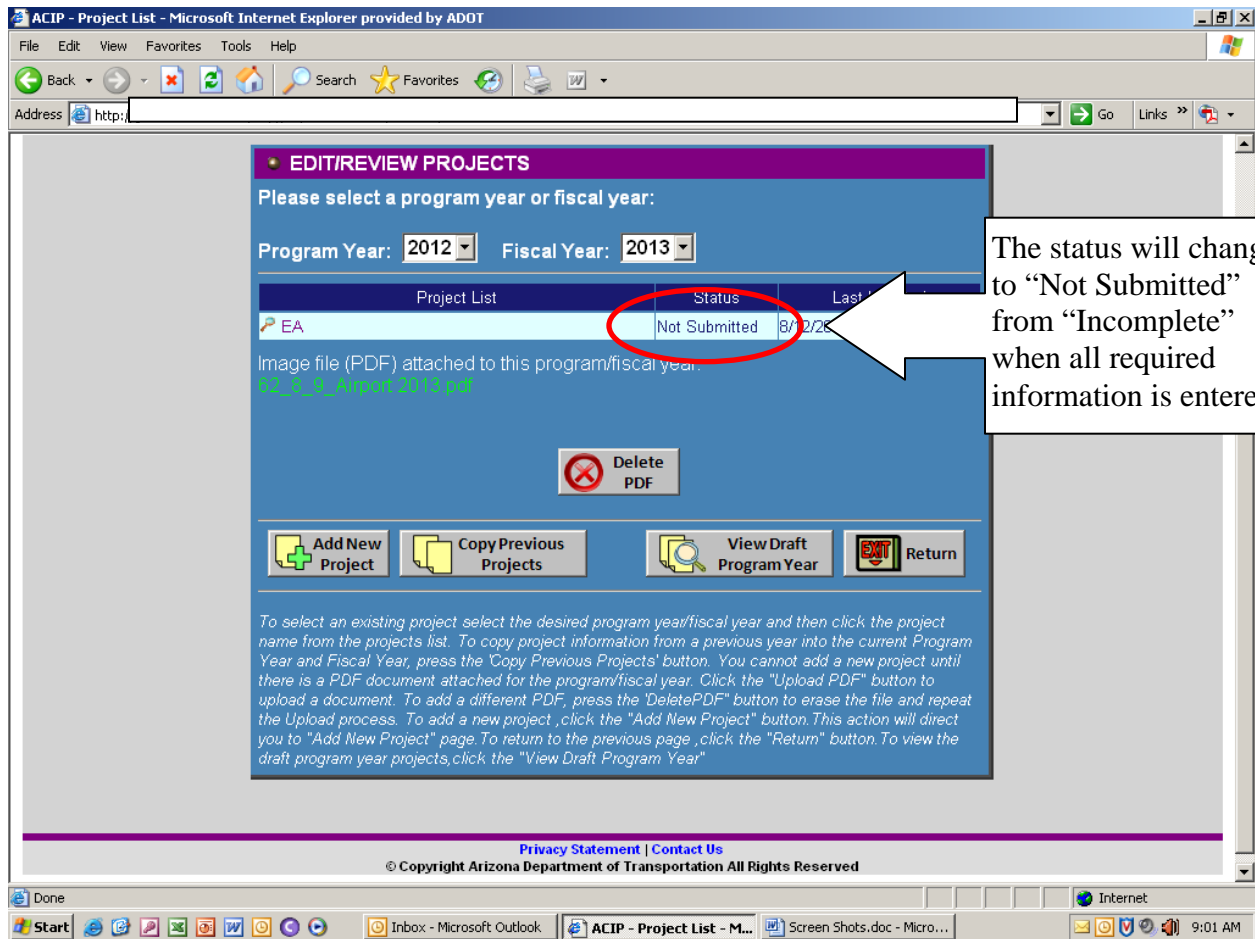 ACIP - Project List - Microsoft Internet Explorer provided by ADOT
File Edit View Favorites Tools Help
Back Search Favorites
Address http:/ Go Links »
EDIT/REVIEW PROJECTS
Please select a program year or fiscal year:
Program Year: 2012 Fiscal Year: 2013
Project List Status Last
EA Not Submitted 8/12/20
The status will chang
to “Not Submitted”
from “Incomplete”
when all required
information is entere
Image file (PDF) attached to this program/fiscal year:
62_8_9_Airport 2013.pdf
Delete
PDF
Add New
Project
Copy Previous
Projects
View Draft
Program Year
EXIT Return
To select an existing project select the desired program year/fiscal year and then click the project
name from the projects list. To copy project information from a previous year into the current Program
Year and Fiscal Year, press the 'Copy Previous Projects' button. You cannot add a new project until
there is a PDF document attached for the program/fiscal year. Click the "Upload PDF" button to
upload a document. To add a different PDF, press the 'DeletePDF" button to erase the file and repeat
the Upload process. To add a new project ,click the "Add New Project" button.This action will direct
you to "Add New Project" page.To return to the previous page ,click the "Return" button.To view the
draft program year projects,click the "View Draft Program Year"
Privacy Statement | Contact Us
© Copyright Arizona Department of Transportation All Rights Reserved
Done Internet
Start Inbox - Microsoft Outlook ACIP - Project List - M... Screen Shots.doc - Micro... 9:01 AM